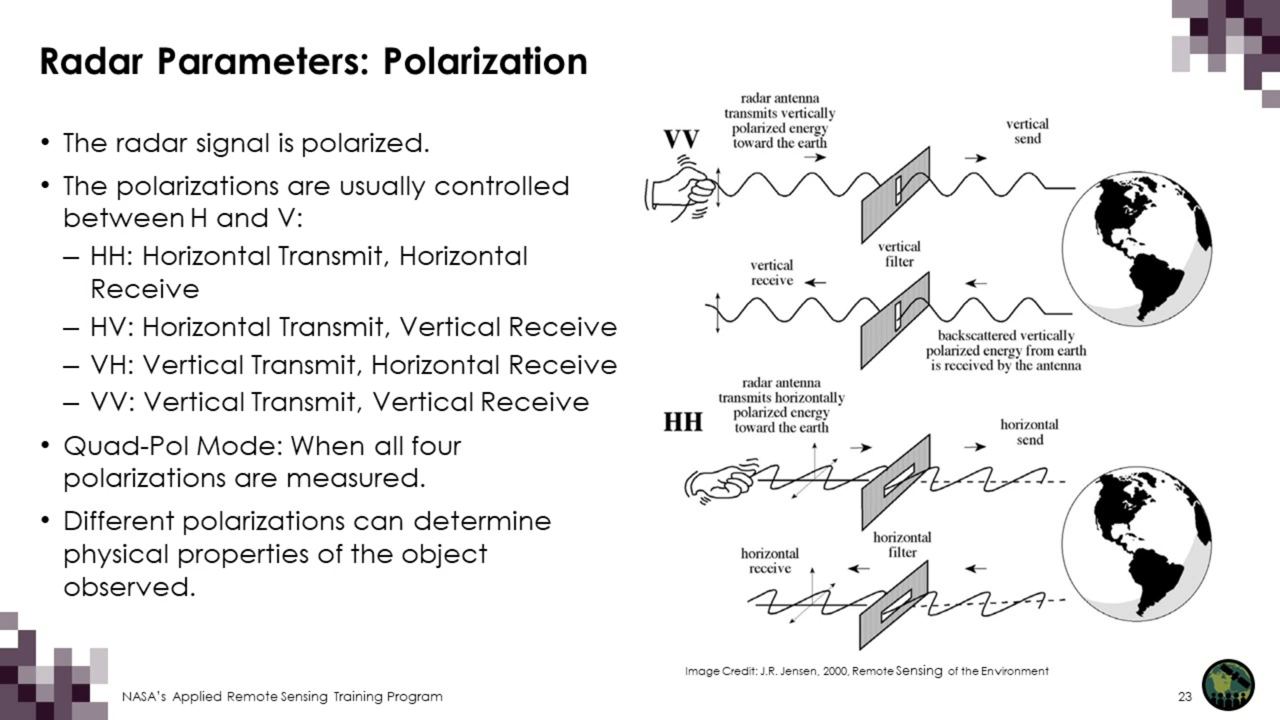 Radar Parameters: Polarization
• The radar signal is polarized.
• The polarizations are usually controlled
between H and V:
– HH: Horizontal Transmit, Horizontal
Receive
– HV: Horizontal Transmit, Vertical Receive
– VH: Vertical Transmit, Horizontal Receive
– VV: Vertical Transmit, Vertical Receive
• Quad-Pol Mode: When all four
polarizations are measured.
• Different polarizations can determine
physical properties of the object
observed.
VV
radar antenna
transmits vertically
polarized energy
toward the earth
vertical
send
vertical
filter
vertical
receive
backscattered vertically
polarized energy from earth
is received by the antenna
HH
radar antenna
transmits horizontally
polarized energy
toward the earth
horizontal
send
horizontal
filter
horizontal
receive
Image Credit: J.R. Jensen, 2000, Remote Sensing of the Environment
NASA's Applied Remote Sensing Training Program
23